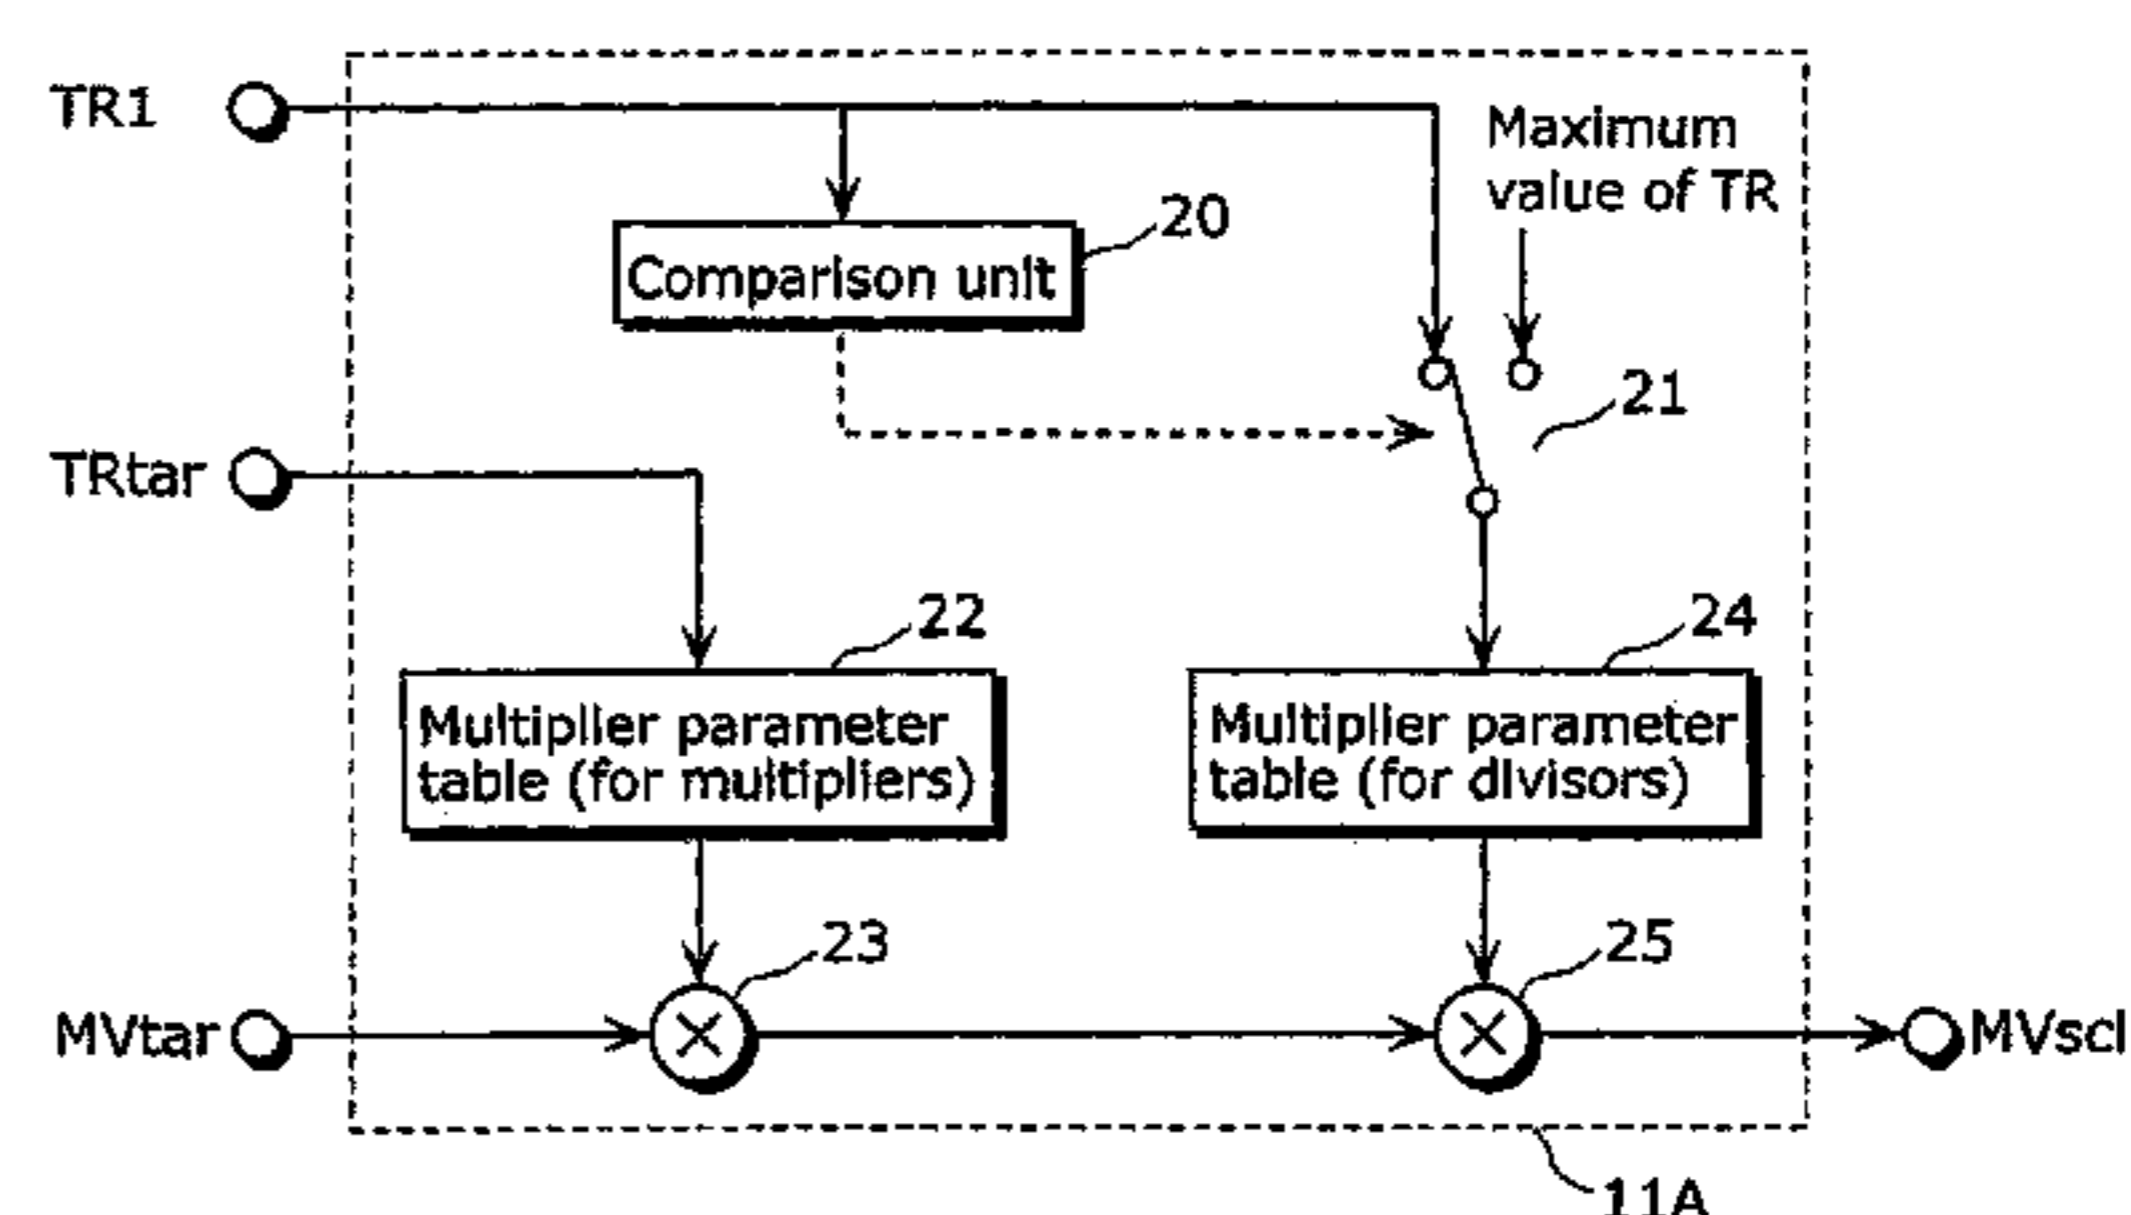 TR1
Maximum
value of TR
20
Comparison unit
21
TRtar
22
24
Multiplier parameter
table (for multipliers)
Multiplier parameter
table (for divisors)
23
25
MVtar
MVscl
11A